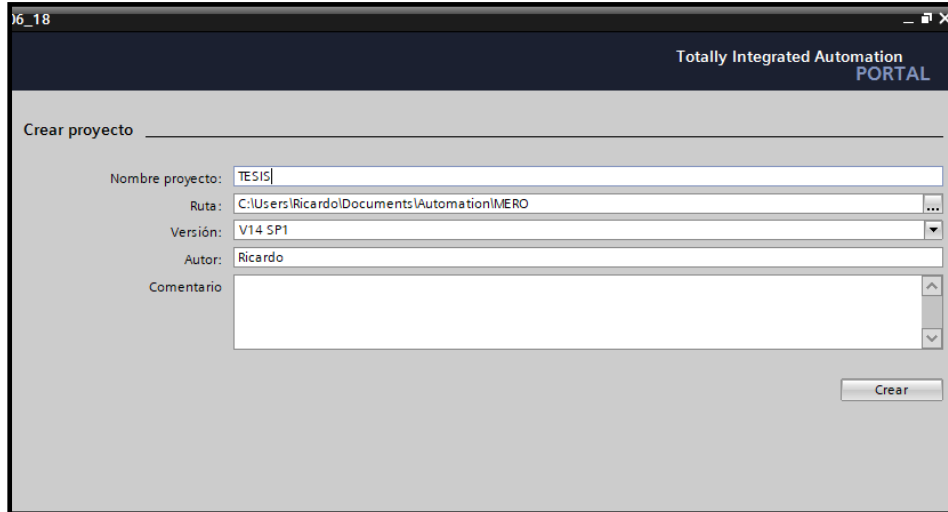 06_18
Totally Integrated Automation
PORTAL
Crear proyecto
Nombre proyecto: TESIS
Ruta: C:\Users\Ricardo\Documents\Automation\MERO
...
Versión: V14 SP1
Autor: Ricardo
Comentario
Crear